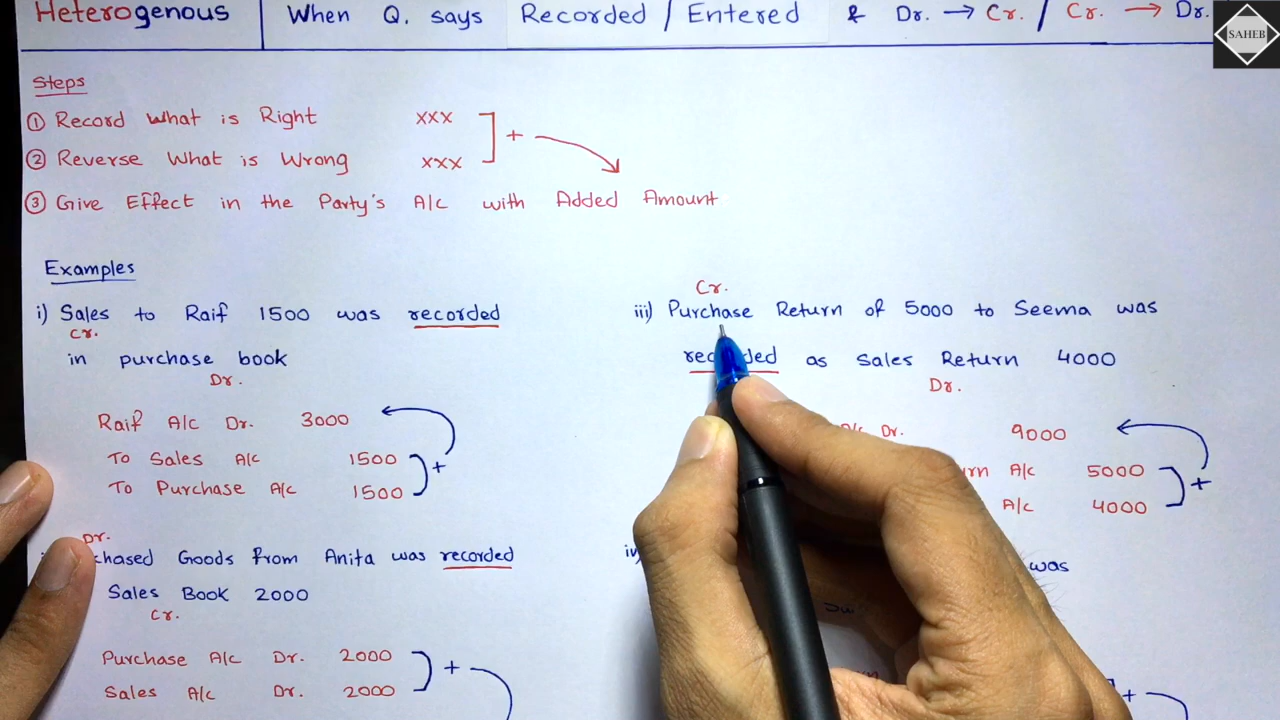 Heterogenous When Q. says Recorded / Entered & Dr. → Cr. / Cr. → Dr.
SAHEB
Steps
① Record What is Right xxx
② Reverse What is Wrong xxx
+
③ Give Effect in the Party's A/c with Added Amount
Examples
i) Sales to Raif 1500 was recorded
Cr.
in purchase book
Dr.
Raif A/c Dr. 3000
To Sales A/c 1500
To Purchase A/c 1500
+
Dr.
chased Goods from Anita was recorded
Sales Book 2000
Cr.
Purchase A/c Dr. 2000
Sales A/c Dr. 2000
+
Cr.
iii) Purchase Return of 5000 to Seema was
recorded as Sales Return 4000
Dr.
A/c Dr. 9000
urn A/c 5000
A/c 4000
+
iv)
was
+